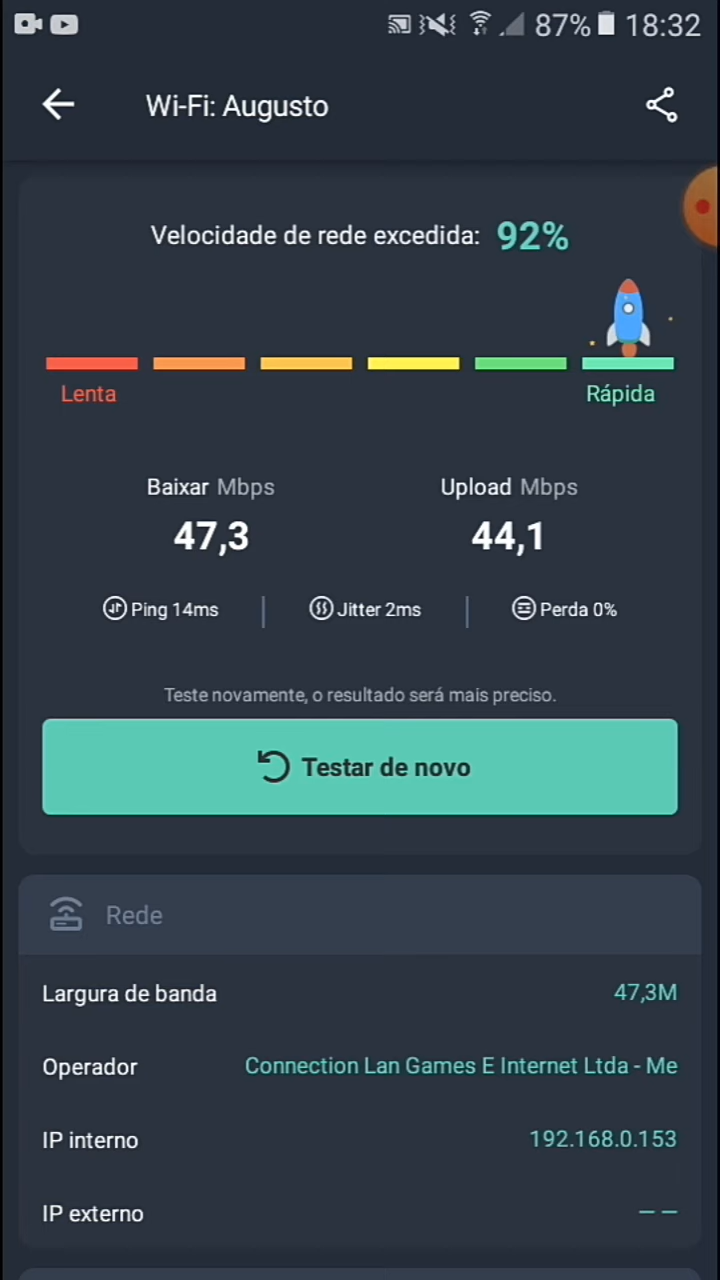 87% 18:32
Wi-Fi: Augusto
Velocidade de rede excedida: 92%
Lenta Rápida
Baixar Mbps Upload Mbps
47,3 44,1
Ping 14ms Jitter 2ms Perda 0%
Teste novamente, o resultado será mais preciso.
Testar de novo
Rede
Largura de banda 47,3M
Operador Connection Lan Games E Internet Ltda - Me
IP interno 192.168.0.153
IP externo – –